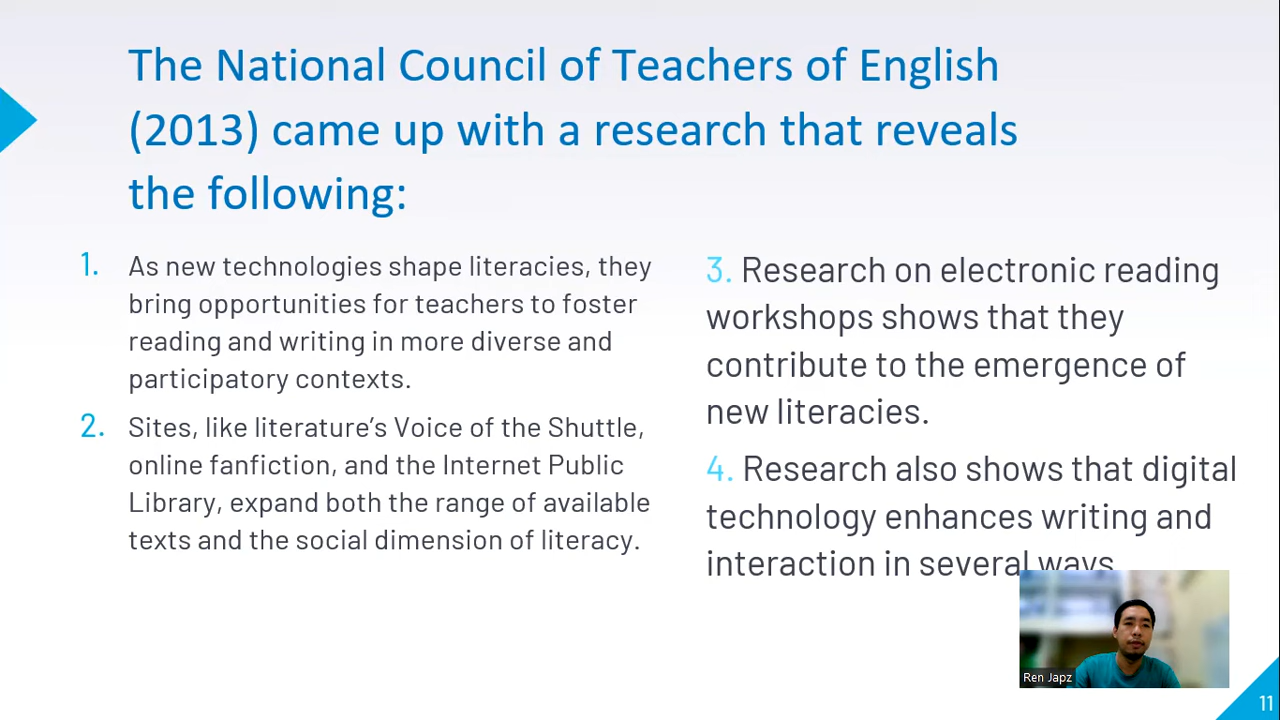 The National Council of Teachers of English
(2013) came up with a research that reveals
the following:
1. As new technologies shape literacies, they
bring opportunities for teachers to foster
reading and writing in more diverse and
participatory contexts.
2. Sites, like literature's Voice of the Shuttle,
online fanfiction, and the Internet Public
Library, expand both the range of available
texts and the social dimension of literacy.
3. Research on electronic reading
workshops shows that they
contribute to the emergence of
new literacies.
4. Research also shows that digital
technology enhances writing and
interaction in several ways
Ren Japz
11